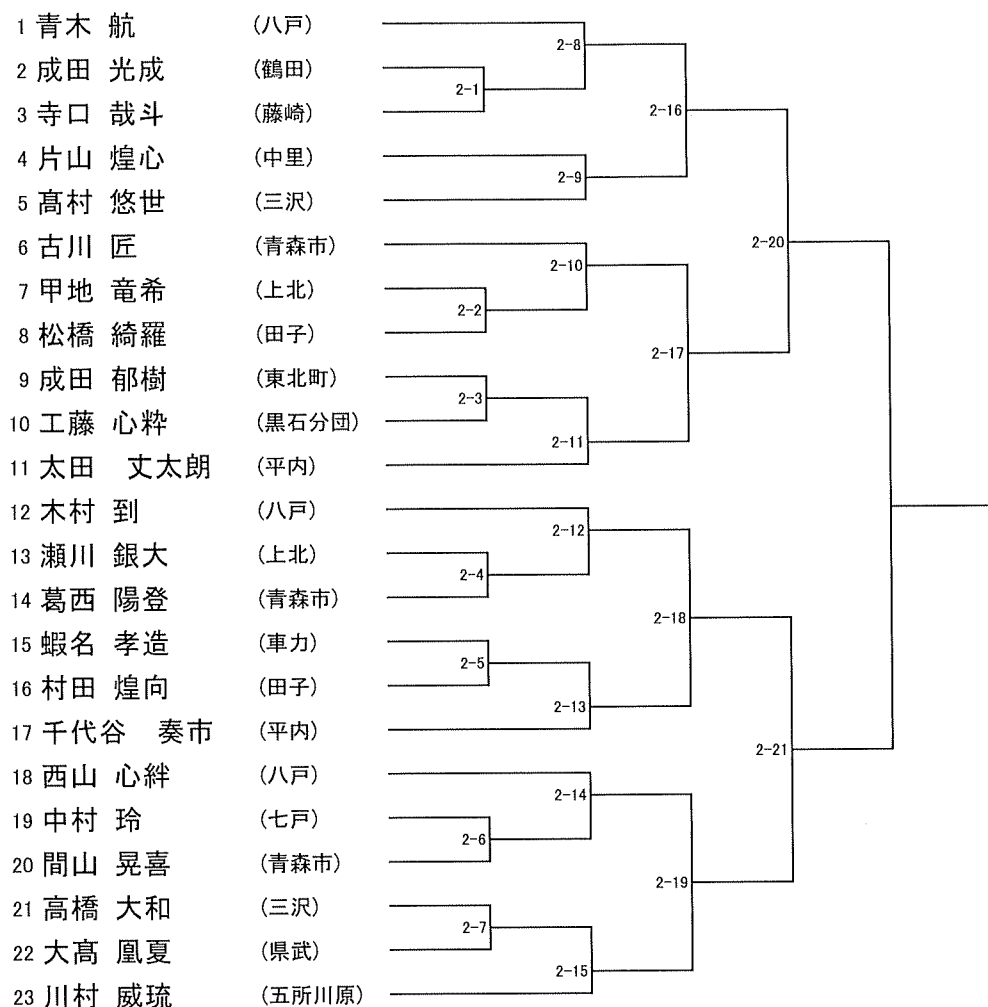 1 青木 航 (八戸)
2 成田 光成 (鶴田)
3 寺口 哉斗 (藤崎)
4 片山 煌心 (中里)
5 髙村 悠世 (三沢)
6 古川 匠 (青森市)
7 甲地 竜希 (上北)
8 松橋 綺羅 (田子)
9 成田 郁樹 (東北町)
10 工藤 心粋 (黒石分団)
11 太田 丈太朗 (平内)
12 木村 到 (八戸)
13 瀬川 銀大 (上北)
14 葛西 陽登 (青森市)
15 蝦名 孝造 (車力)
16 村田 煌向 (田子)
17 千代谷 奏市 (平内)
18 西山 心絆 (八戸)
19 中村 玲 (七戸)
20 間山 晃喜 (青森市)
21 高橋 大和 (三沢)
22 大髙 凰夏 (県武)
23 川村 威琉 (五所川原)
2-1
2-2
2-3
2-4
2-5
2-6
2-7
2-8
2-9
2-10
2-11
2-12
2-13
2-14
2-15
2-16
2-17
2-18
2-19
2-20
2-21